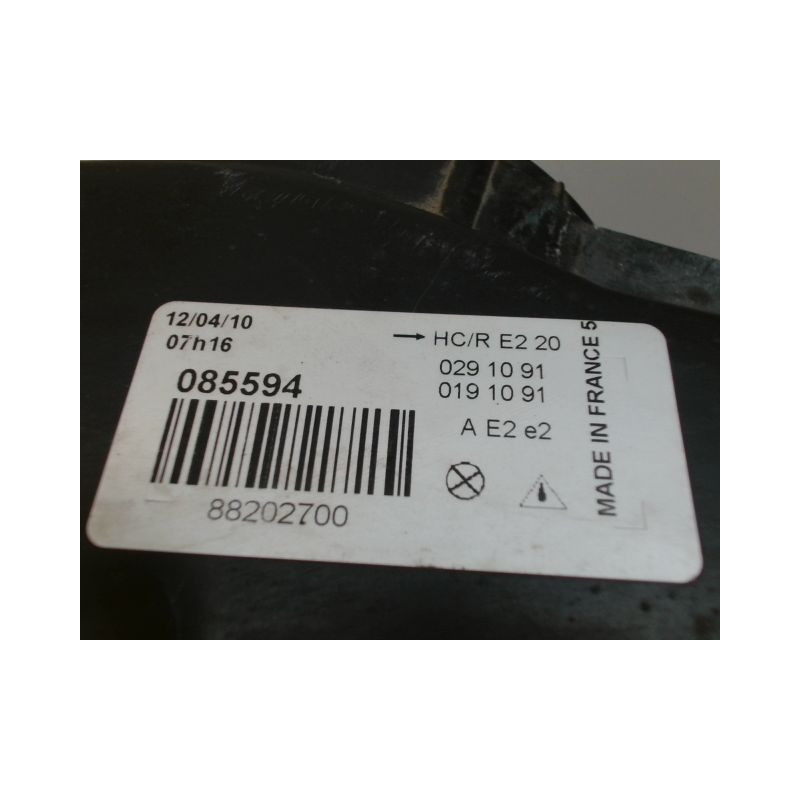 12/04/10
07h16
085594
88202700
HC/R E2 20
029 10 91
019 10 91
A E2 e2
MADE IN FRANCE 5